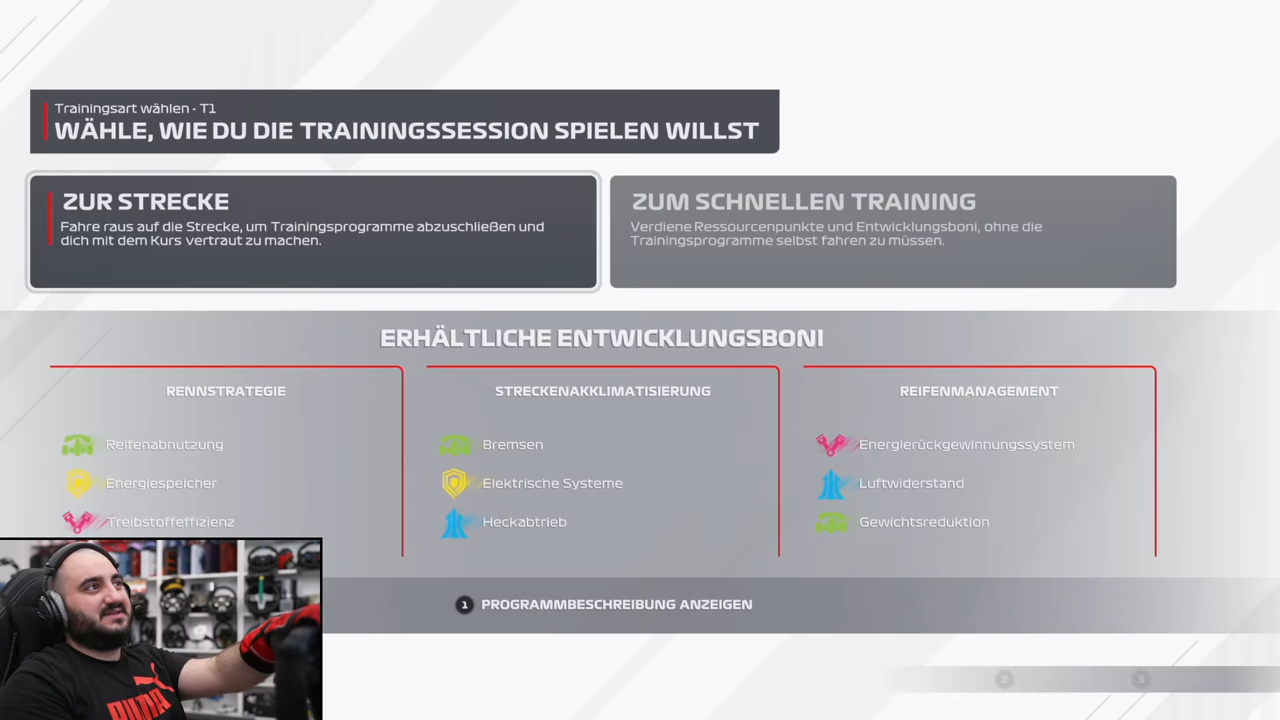 Trainingsart wählen - T1
WÄHLE, WIE DU DIE TRAININGSSESSION SPIELEN WILLST
ZUR STRECKE
Fahre raus auf die Strecke, um Trainingsprogramme abzuschließen und
dich mit dem Kurs vertraut zu machen.
ZUM SCHNELLEN TRAINING
Verdiene Ressourcenpunkte und Entwicklungsboni, ohne die
Trainingsprogramme selbst fahren zu müssen.
ERHÄLTLICHE ENTWICKLUNGSBONI
RENNSTRATEGIE
Reifenabnutzung
Energiespeicher
Treibstoffeffizienz
STRECKENAKKLIMATISIERUNG
Bremsen
Elektrische Systeme
Heckabtrieb
REIFENMANAGEMENT
Energierückgewinnungssystem
Luftwiderstand
Gewichtsreduktion
1 PROGRAMMBESCHREIBUNG ANZEIGEN
2 3
PUMA